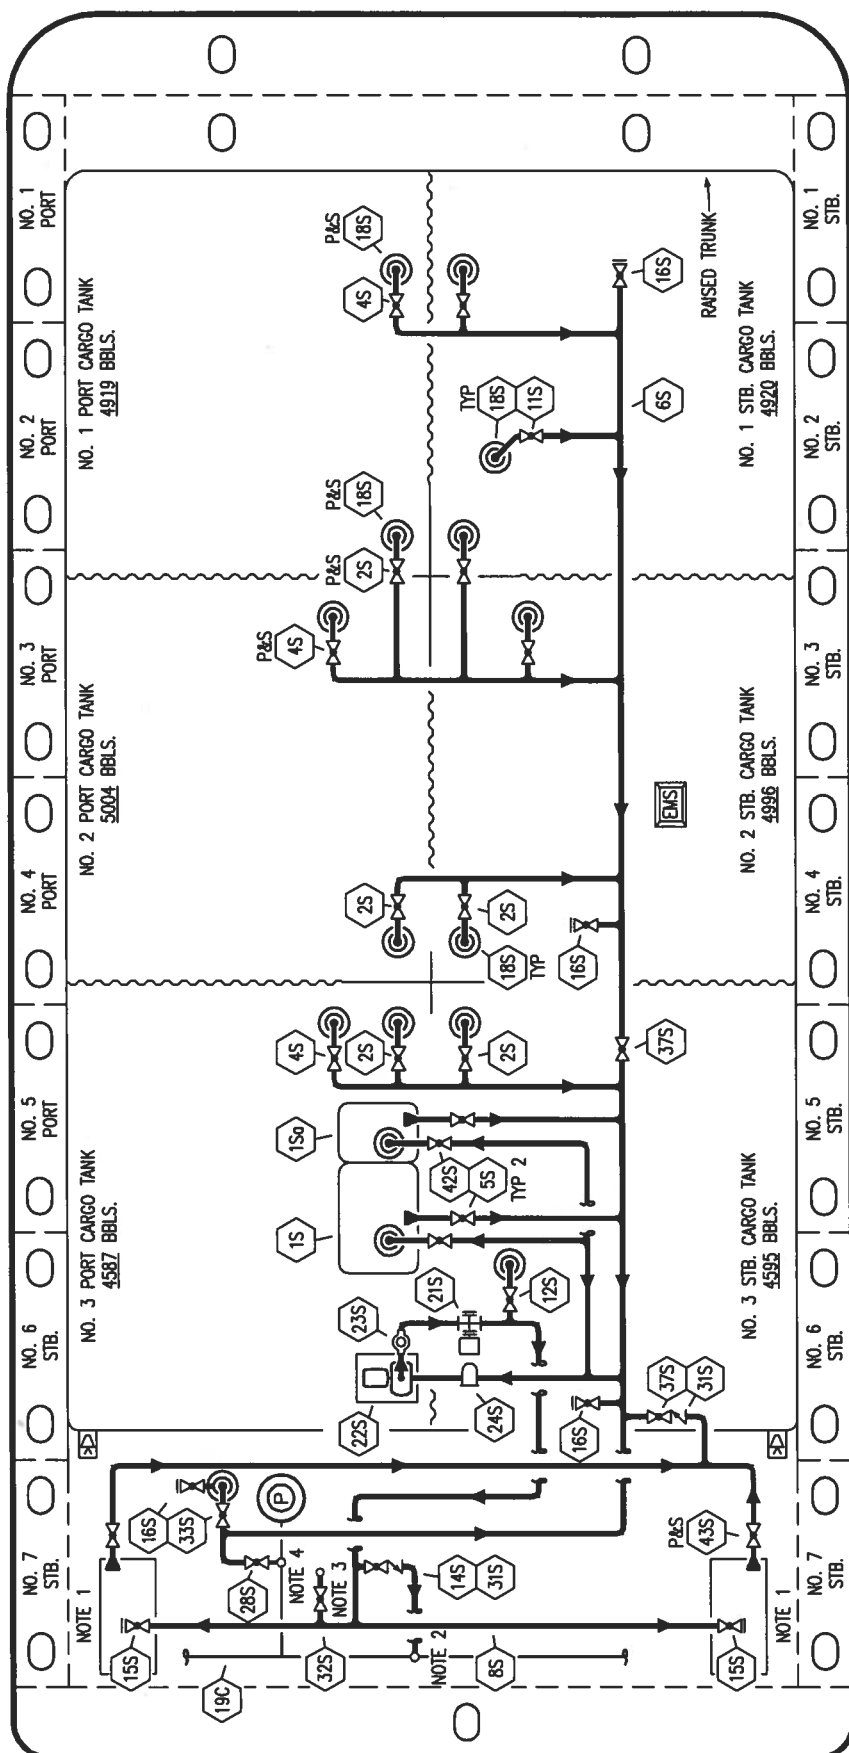 NO. 1
PORT
NO. 2
PORT
NO. 3
PORT
NO. 4
PORT
NO. 5
PORT
NO. 6
STB.
NO. 7
STB.
NO. 1 PORT CARGO TANK
4919 BBLS.
NO. 2 PORT CARGO TANK
5004 BBLS.
NO. 3 PORT CARGO TANK
4587 BBLS.
P&S
18S
4S
TYP
18S
11S
P&S
18S
P&S
2S
P&S
4S
16S
6S
RAISED TRUNK
NO. 1 STB. CARGO TANK
4920 BBLS.
2S
2S
18S
TYP
16S
EMS
NO. 2 STB. CARGO TANK
4996 BBLS.
4S
2S
2S
37S
1Sa
1S
42S
5S
TYP 2
23S
21S
12S
22S
24S
16S
37S
31S
NO. 3 STB. CARGO TANK
4595 BBLS.
16S
33S
P
28S
NOTE 4
NOTE 3
14S
31S
P&S
43S
NOTE 1
15S
19C
32S
NOTE 2
8S
15S
NOTE 1
NO. 1
STB.
NO. 2
STB.
NO. 3
STB.
NO. 4
STB.
NO. 5
STB.
NO. 6
STB.
NO. 7
STB.